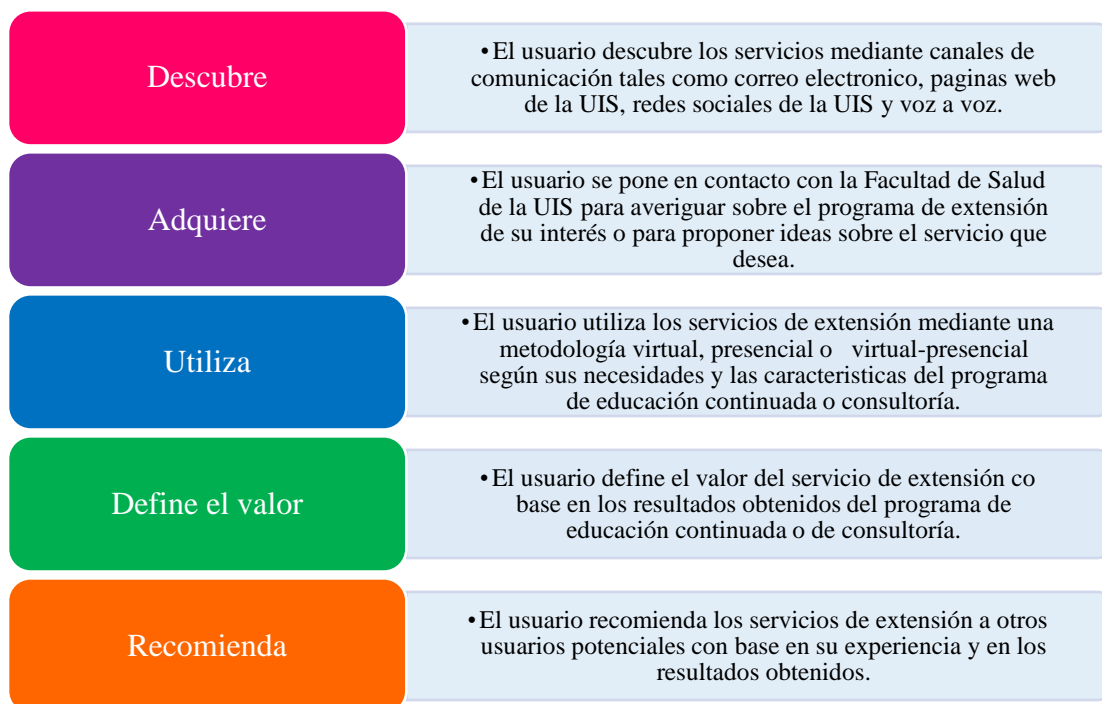 Descubre
•El usuario descubre los servicios mediante canales de
comunicación tales como correo electronico, paginas web
de la UIS, redes sociales de la UIS y voz a voz.
Adquiere
•El usuario se pone en contacto con la Facultad de Salud
de la UIS para averiguar sobre el programa de extensión
de su interés o para proponer ideas sobre el servicio que
desea.
Utiliza
•El usuario utiliza los servicios de extensión mediante una
metodología virtual, presencial o virtual-presencial
según sus necesidades y las caracteristicas del programa
de educación continuada o consultoría.
Define el valor
•El usuario define el valor del servicio de extensión co
base en los resultados obtenidos del programa de
educación continuada o de consultoría.
Recomienda
•El usuario recomienda los servicios de extensión a otros
usuarios potenciales con base en su experiencia y en los
resultados obtenidos.